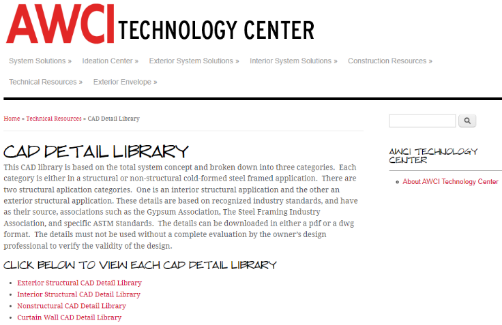 AWCI TECHNOLOGY CENTER
System Solutions » Ideation Center » Exterior System Solutions » Interior System Solutions » Construction Resources »
Technical Resources » Exterior Envelope »
Home » Technical Resources » CAD Detail Library
CAD DETAIL LIBRARY
This CAD library is based on the total system concept and broken down into three categories. Each
category is either in a structural or non-structural cold-formed steel framed application. There are
two structural aplication categories. One is an interior structural application and the other an
exterior structural aplication. These details are based on recognized industry standards, and have
as their source, associations such as the Gypsum Association, The Steel Framing Industry
Association, and specific ASTM Standards. The details can be downloaded in either a pdf or a dwg
format. The details must not be used without a complete evaluation by the owner's design
professional to verify the validity of the design.
CLICK BELOW TO VIEW EACH CAD DETAIL LIBRARY
Exterior Structural CAD Detail Library
Interior Structural CAD Detail Library
Nonstructural CAD Detail Library
Curtain Wall CAD Detail Library
AWCI TECHNOLOGY
CENTER
About AWCI Technology Center